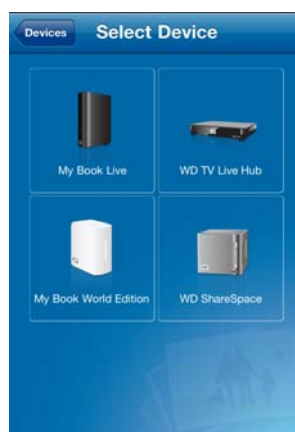 Devices
Select Device
My Book Live
WD TV Live Hub
My Book World Edition
WD ShareSpace